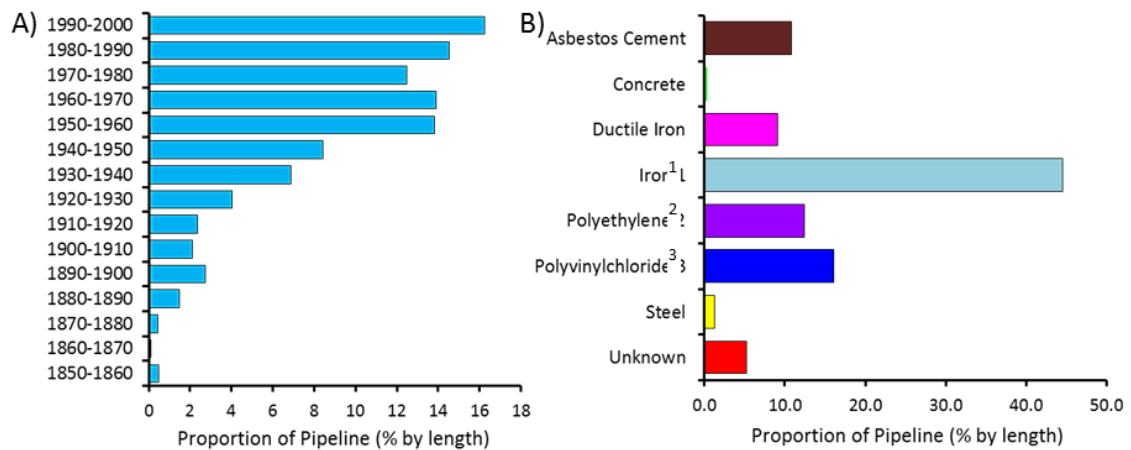 A)
1990-2000
1980-1990
1970-1980
1960-1970
1950-1960
1940-1950
1930-1940
1920-1930
1910-1920
1900-1910
1890-1900
1880-1890
1870-1880
1860-1870
1850-1860
0 2 4 6 8 10 12 14 16 18
Proportion of Pipeline (% by length)
B)
Asbestos Cement
Concrete
Ductile Iron
Iron 1
Polyethylene 2
Polyvinylchloride 3
Steel
Unknown
0.0 10.0 20.0 30.0 40.0 50.0
Proportion of Pipeline (% by length)